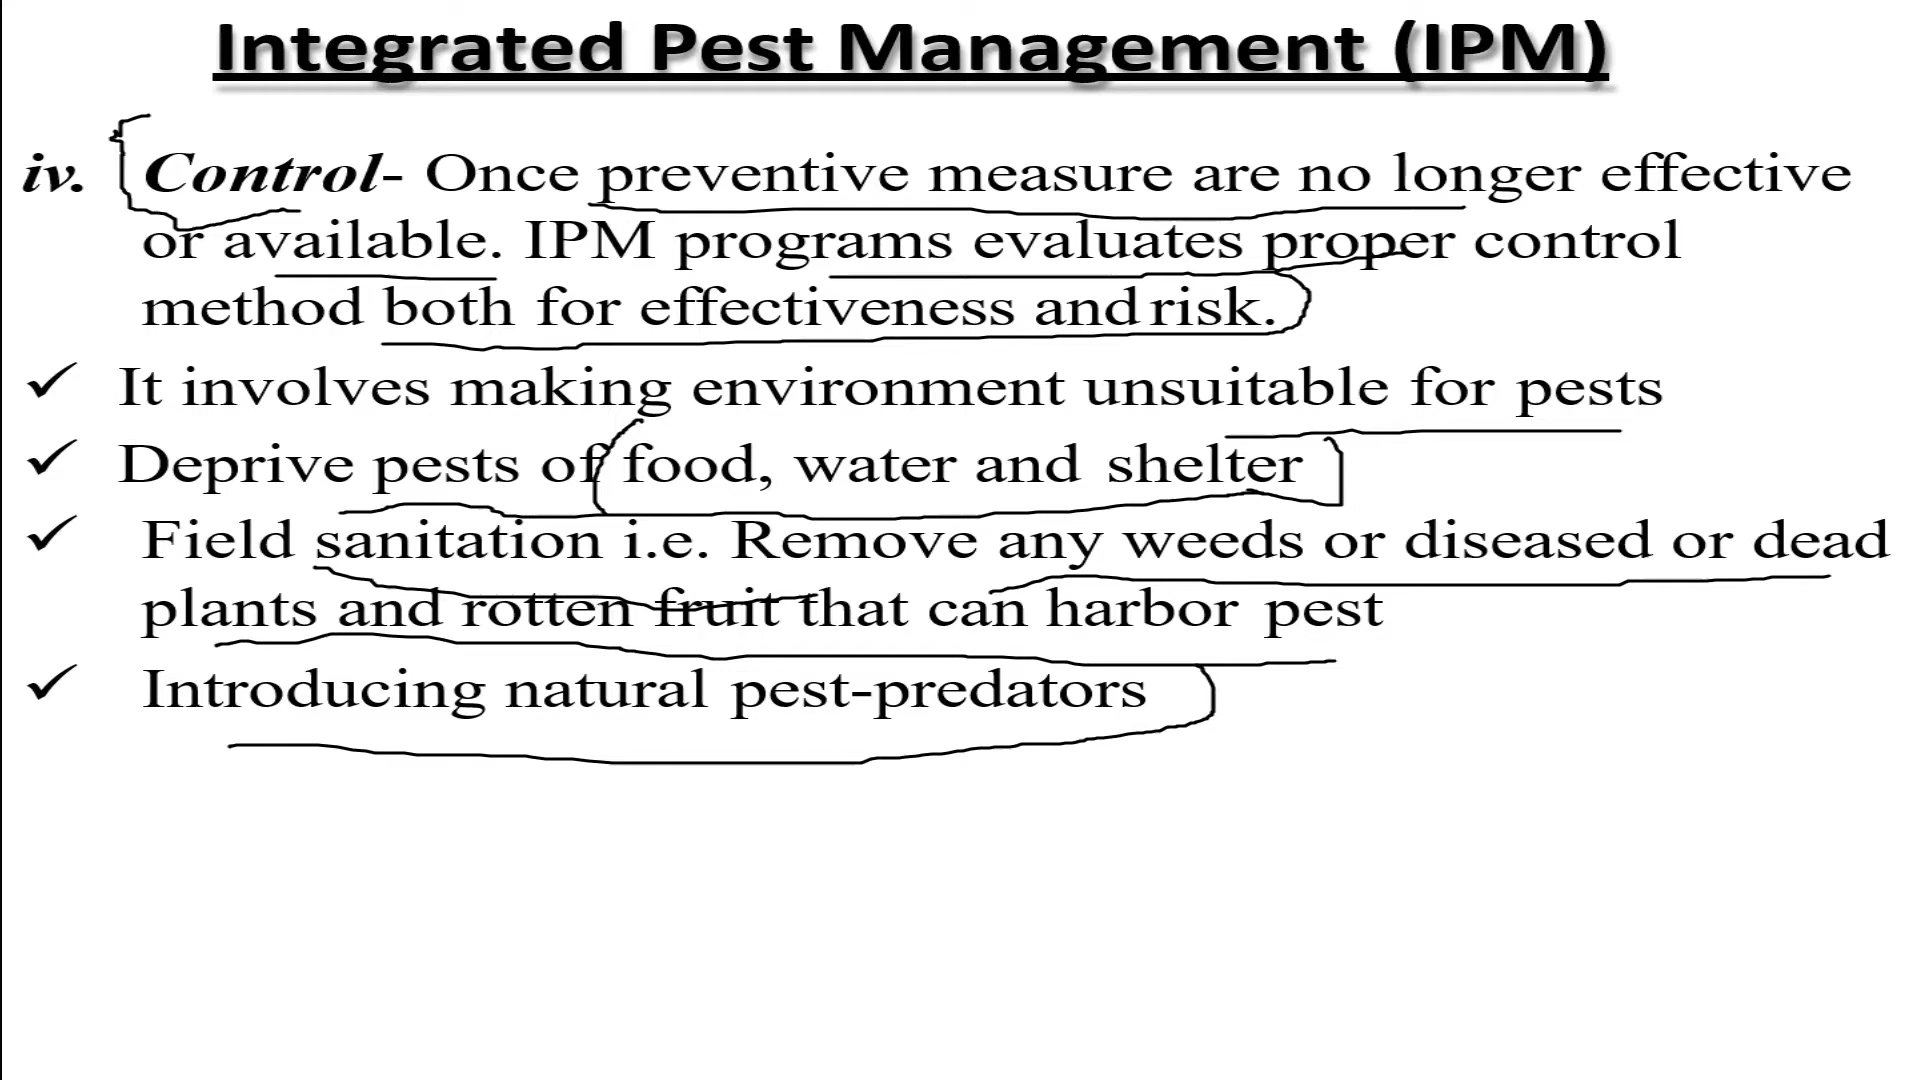 Integrated Pest Management (IPM)
iv. Control- Once preventive measure are no longer effective
or available. IPM programs evaluates proper control
method both for effectiveness and risk.
✓ It involves making environment unsuitable for pests
✓ Deprive pests of food, water and shelter
✓ Field sanitation i.e. Remove any weeds or diseased or dead
plants and rotten fruit that can harbor pest
✓ Introducing natural pest-predators